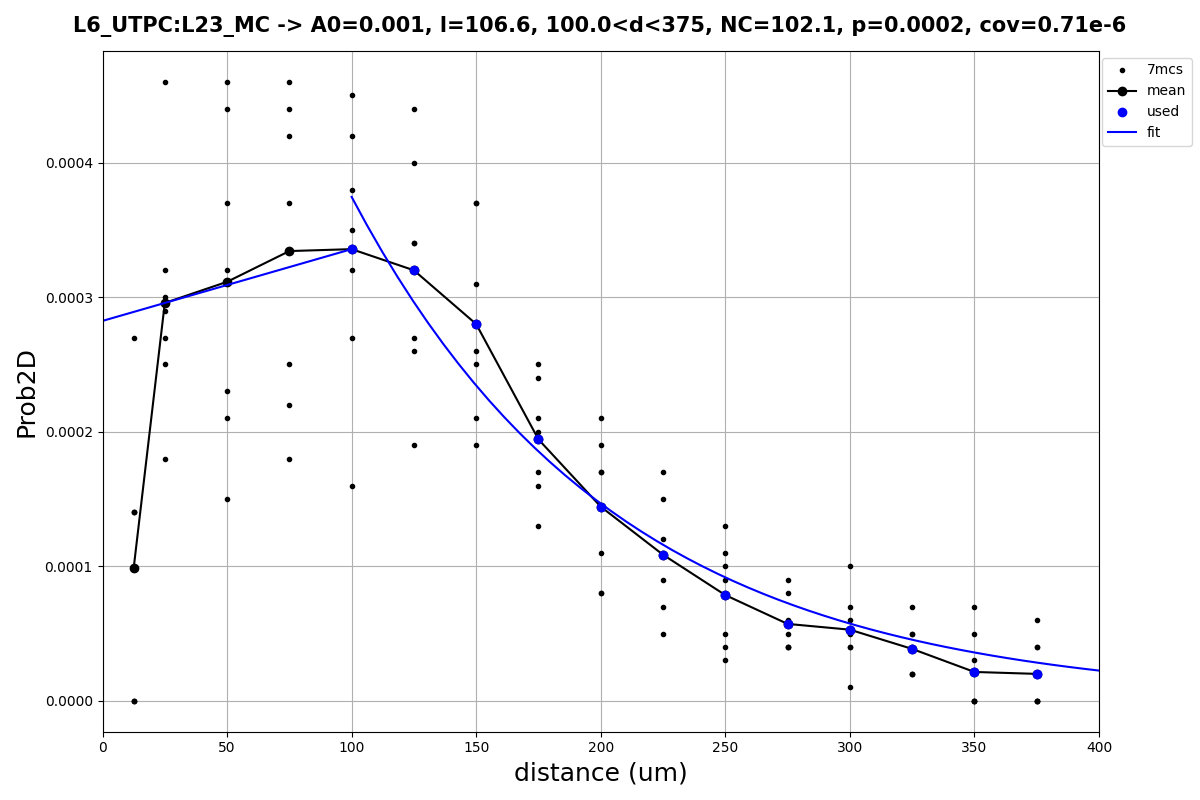 L6_UTPC:L23_MC -> A0=0.001, l=106.6, 100.0<d<375, NC=102.1, p=0.0002, cov=0.71e-6
7mcs
mean
used
fit
Prob2D
0.0004
0.0003
0.0002
0.0001
0.0000
0 50 100 150 200 250 300 350 400
distance (um)